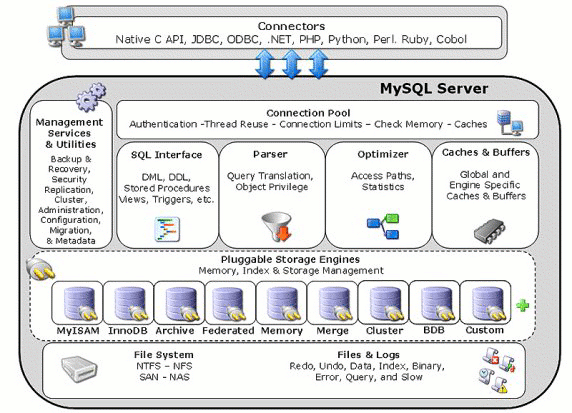 Connectors
Native C API, JDBC, ODBC, .NET, PHP, Python, Perl. Ruby, Cobol
MySQL Server
Management
Services
& Utilities
Backup &
Recovery,
Security
Replication,
Cluster,
Administration,
Configuration,
Migration,
& Metadata
Connection Pool
Authentication -Thread Reuse - Connection Limits – Check Memory - Caches
SQL Interface
DML, DDL,
Stored Procedures
Views, Triggers, etc.
Parser
Query Translation,
Object Privilege
Optimizer
Access Paths,
Statistics
Caches & Buffers
Global and
Engine Specific
Caches & Buffers
Pluggable Storage Engines
Memory, Index & Storage Management
MyISAM InnoDB Archive Federated Memory Merge Cluster BDB Custom
File System
NTFS – NFS
SAN - NAS
Files & Logs
Redo, Undo, Data, Index, Binary,
Error, Query, and Slow